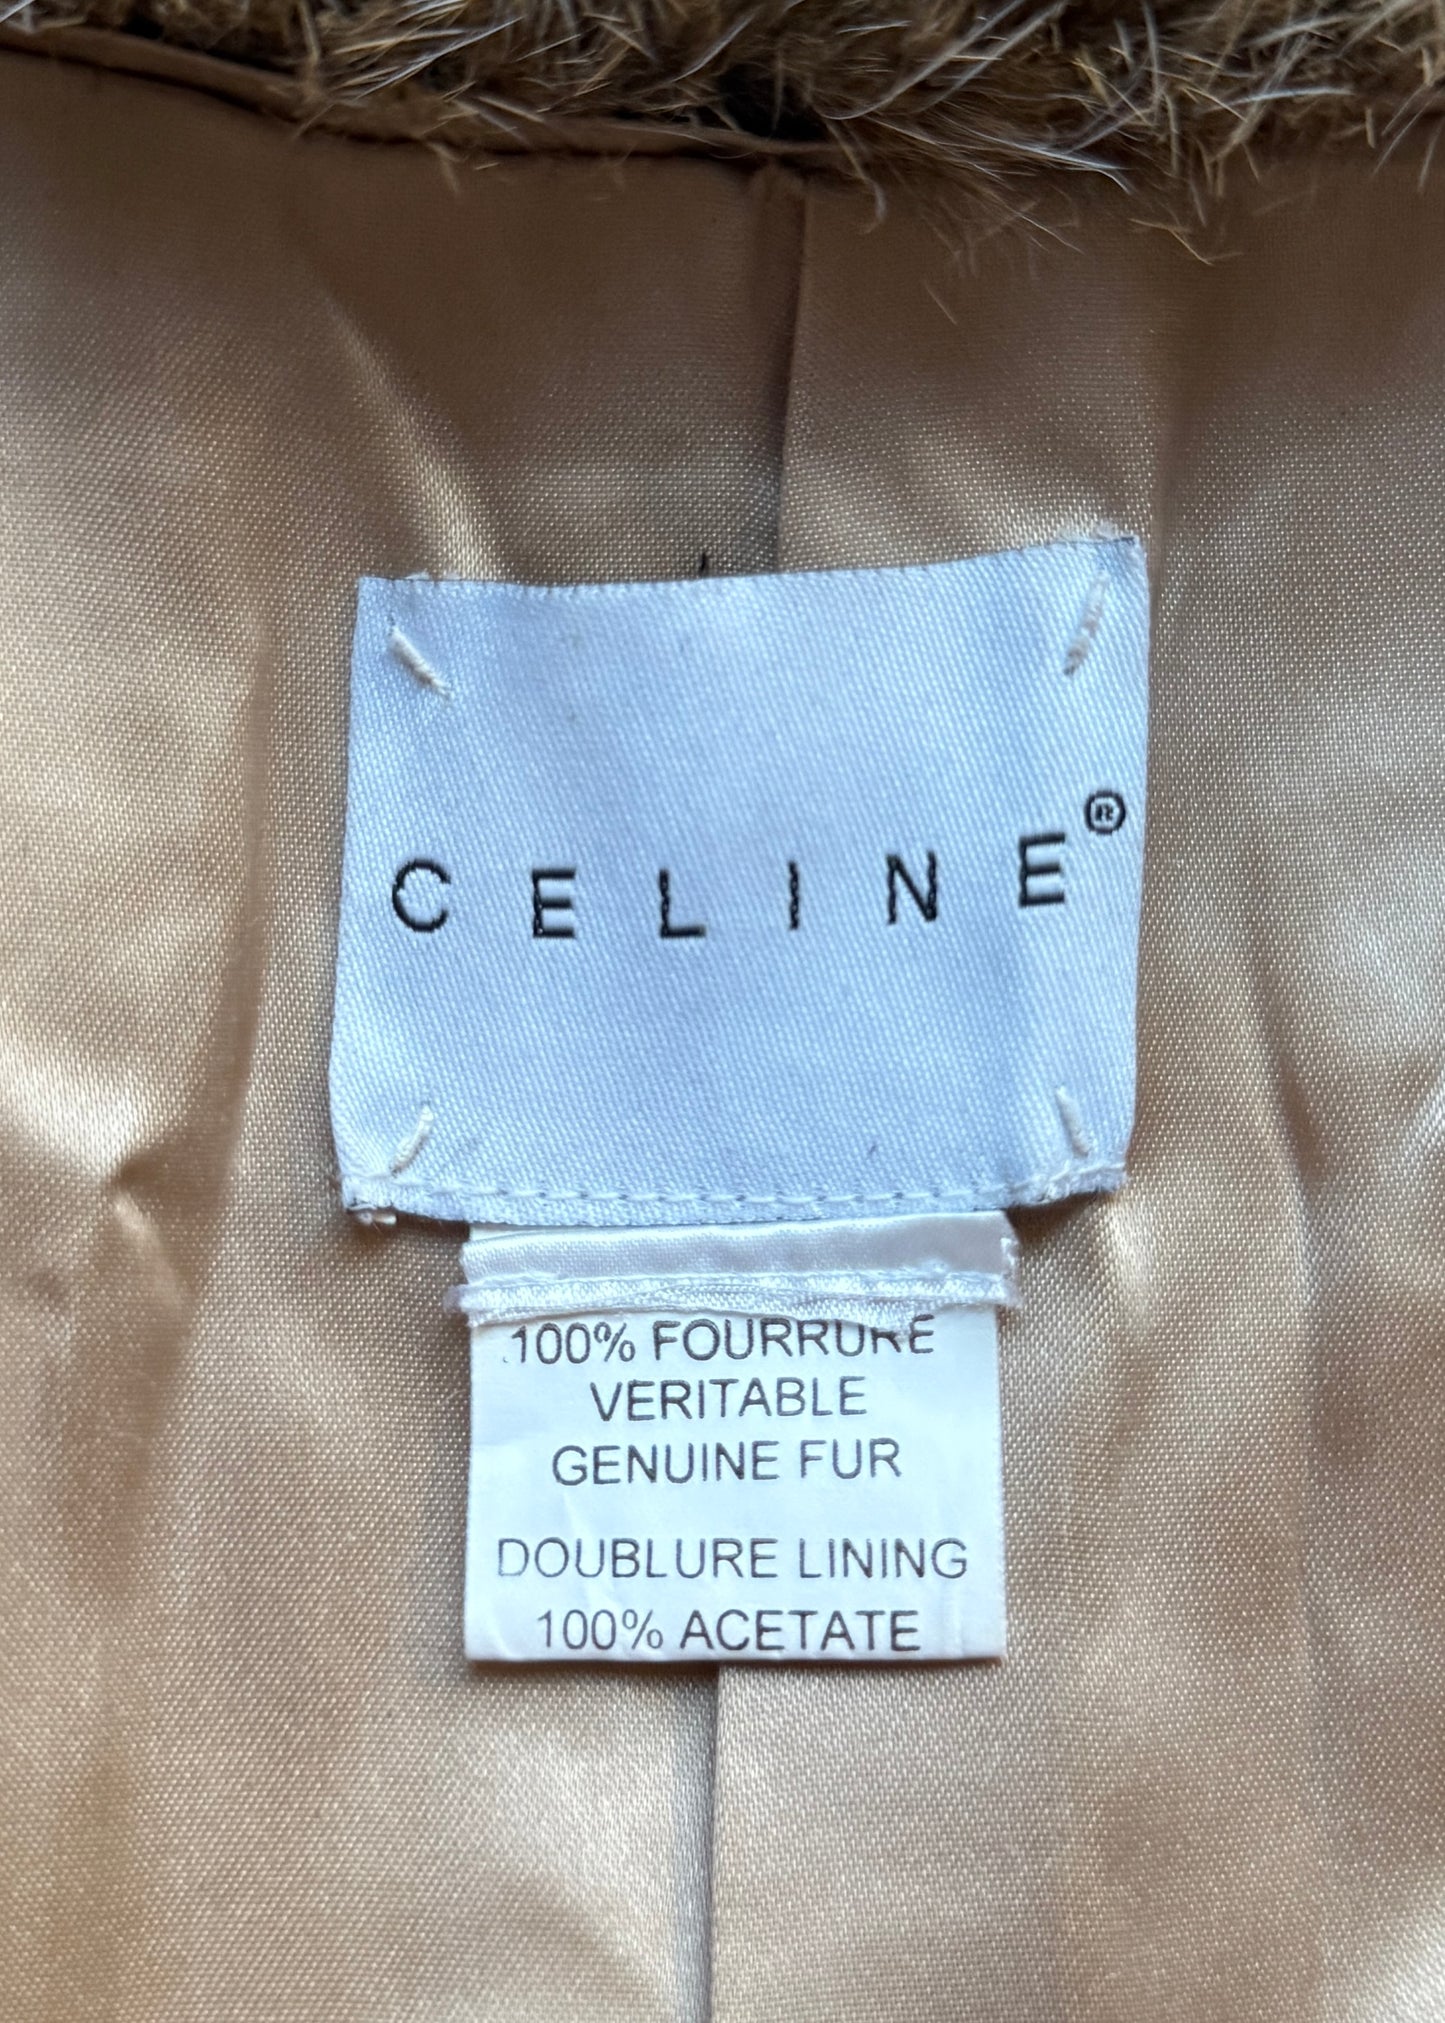 CELINE®
100% FOURRURE
VERITABLE
GENUINE FUR
DOUBLURE LINING
100% ACETATE